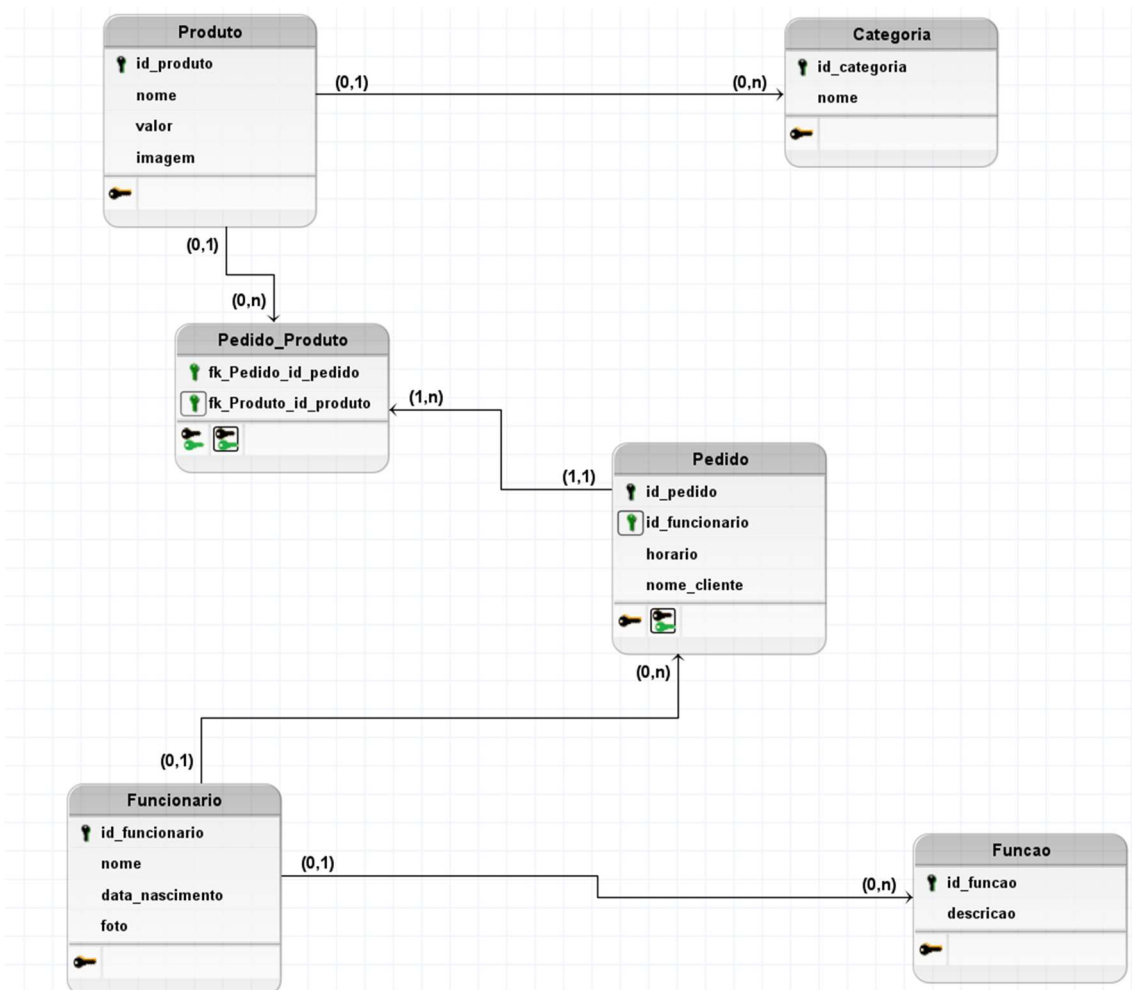 Produto
id_produto
nome
valor
imagem
Categoria
id_categoria
nome
(0,1)
(0,n)
(0,1)
(0,n)
Pedido_Produto
fk_Pedido_id_pedido
fk_Produto_id_produto
(1,n)
(1,1)
Pedido
id_pedido
id_funcionario
horario
nome_cliente
(0,n)
(0,1)
Funcionario
id_funcionario
nome
data_nascimento
foto
(0,1)
(0,n)
Funcao
id_funcao
descricao